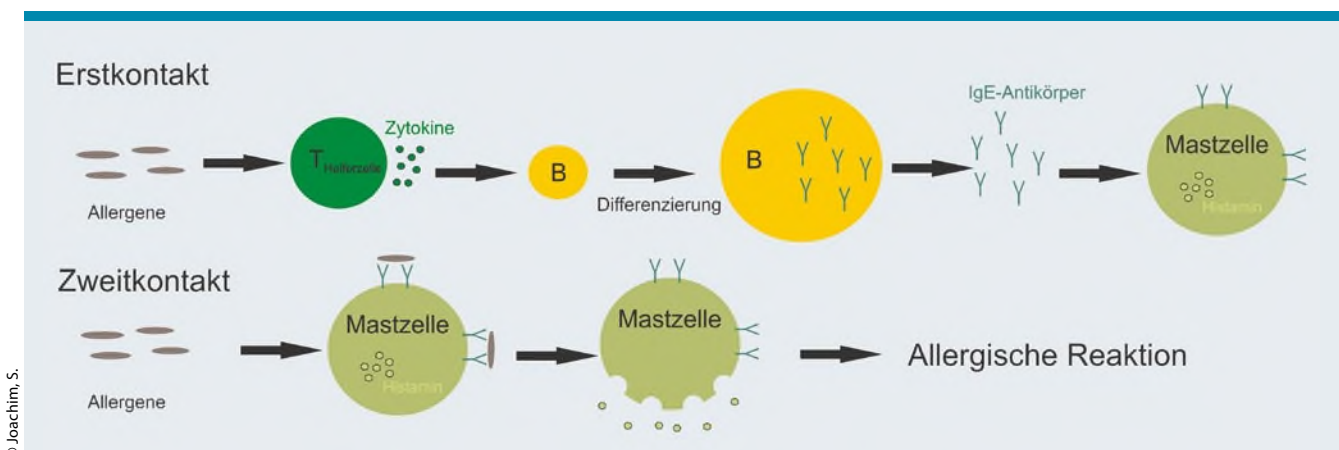 Erstkontakt
Allergene
T Helferzelle
Zytokine
B
Differenzierung
B
IgE-Antikörper
Mastzelle
Histamin
Zweitkontakt
Allergene
Mastzelle
Histamin
Mastzelle
Allergische Reaktion
© Joachim, S.